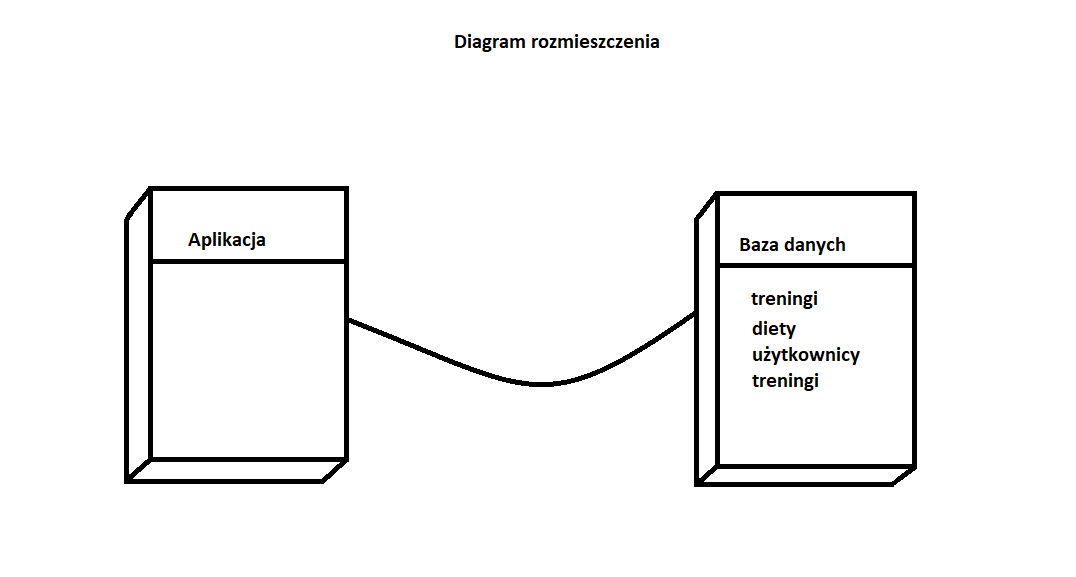 Diagram rozmieszczenia
Aplikacja
Baza danych
treningi
diety
użytkownicy
treningi